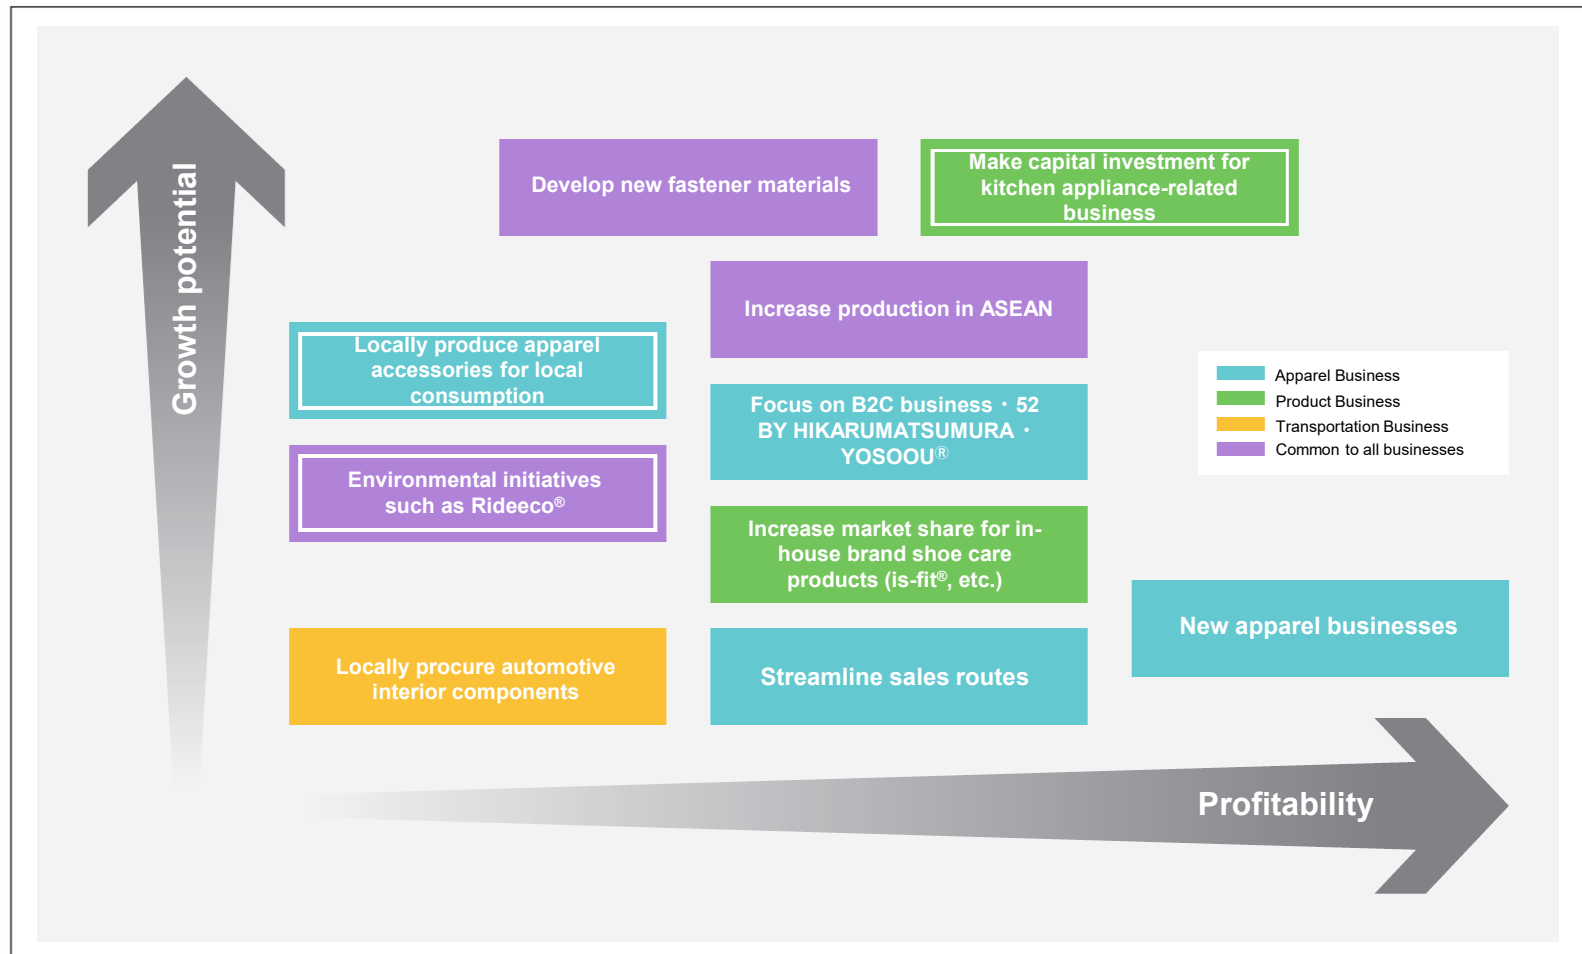 Growth potential
Develop new fastener materials
Make capital investment for
kitchen appliance-related
business
Increase production in ASEAN
Locally produce apparel
accessories for local
consumption
Focus on B2C business・52
BY HIKARUMATSUMURA・
YOSOOU®
Apparel Business
Product Business
Transportation Business
Common to all businesses
Environmental initiatives
such as Rideeco®
Increase market share for in-
house brand shoe care
products (is-fit®, etc.)
New apparel businesses
Locally procure automotive
interior components
Streamline sales routes
Profitability